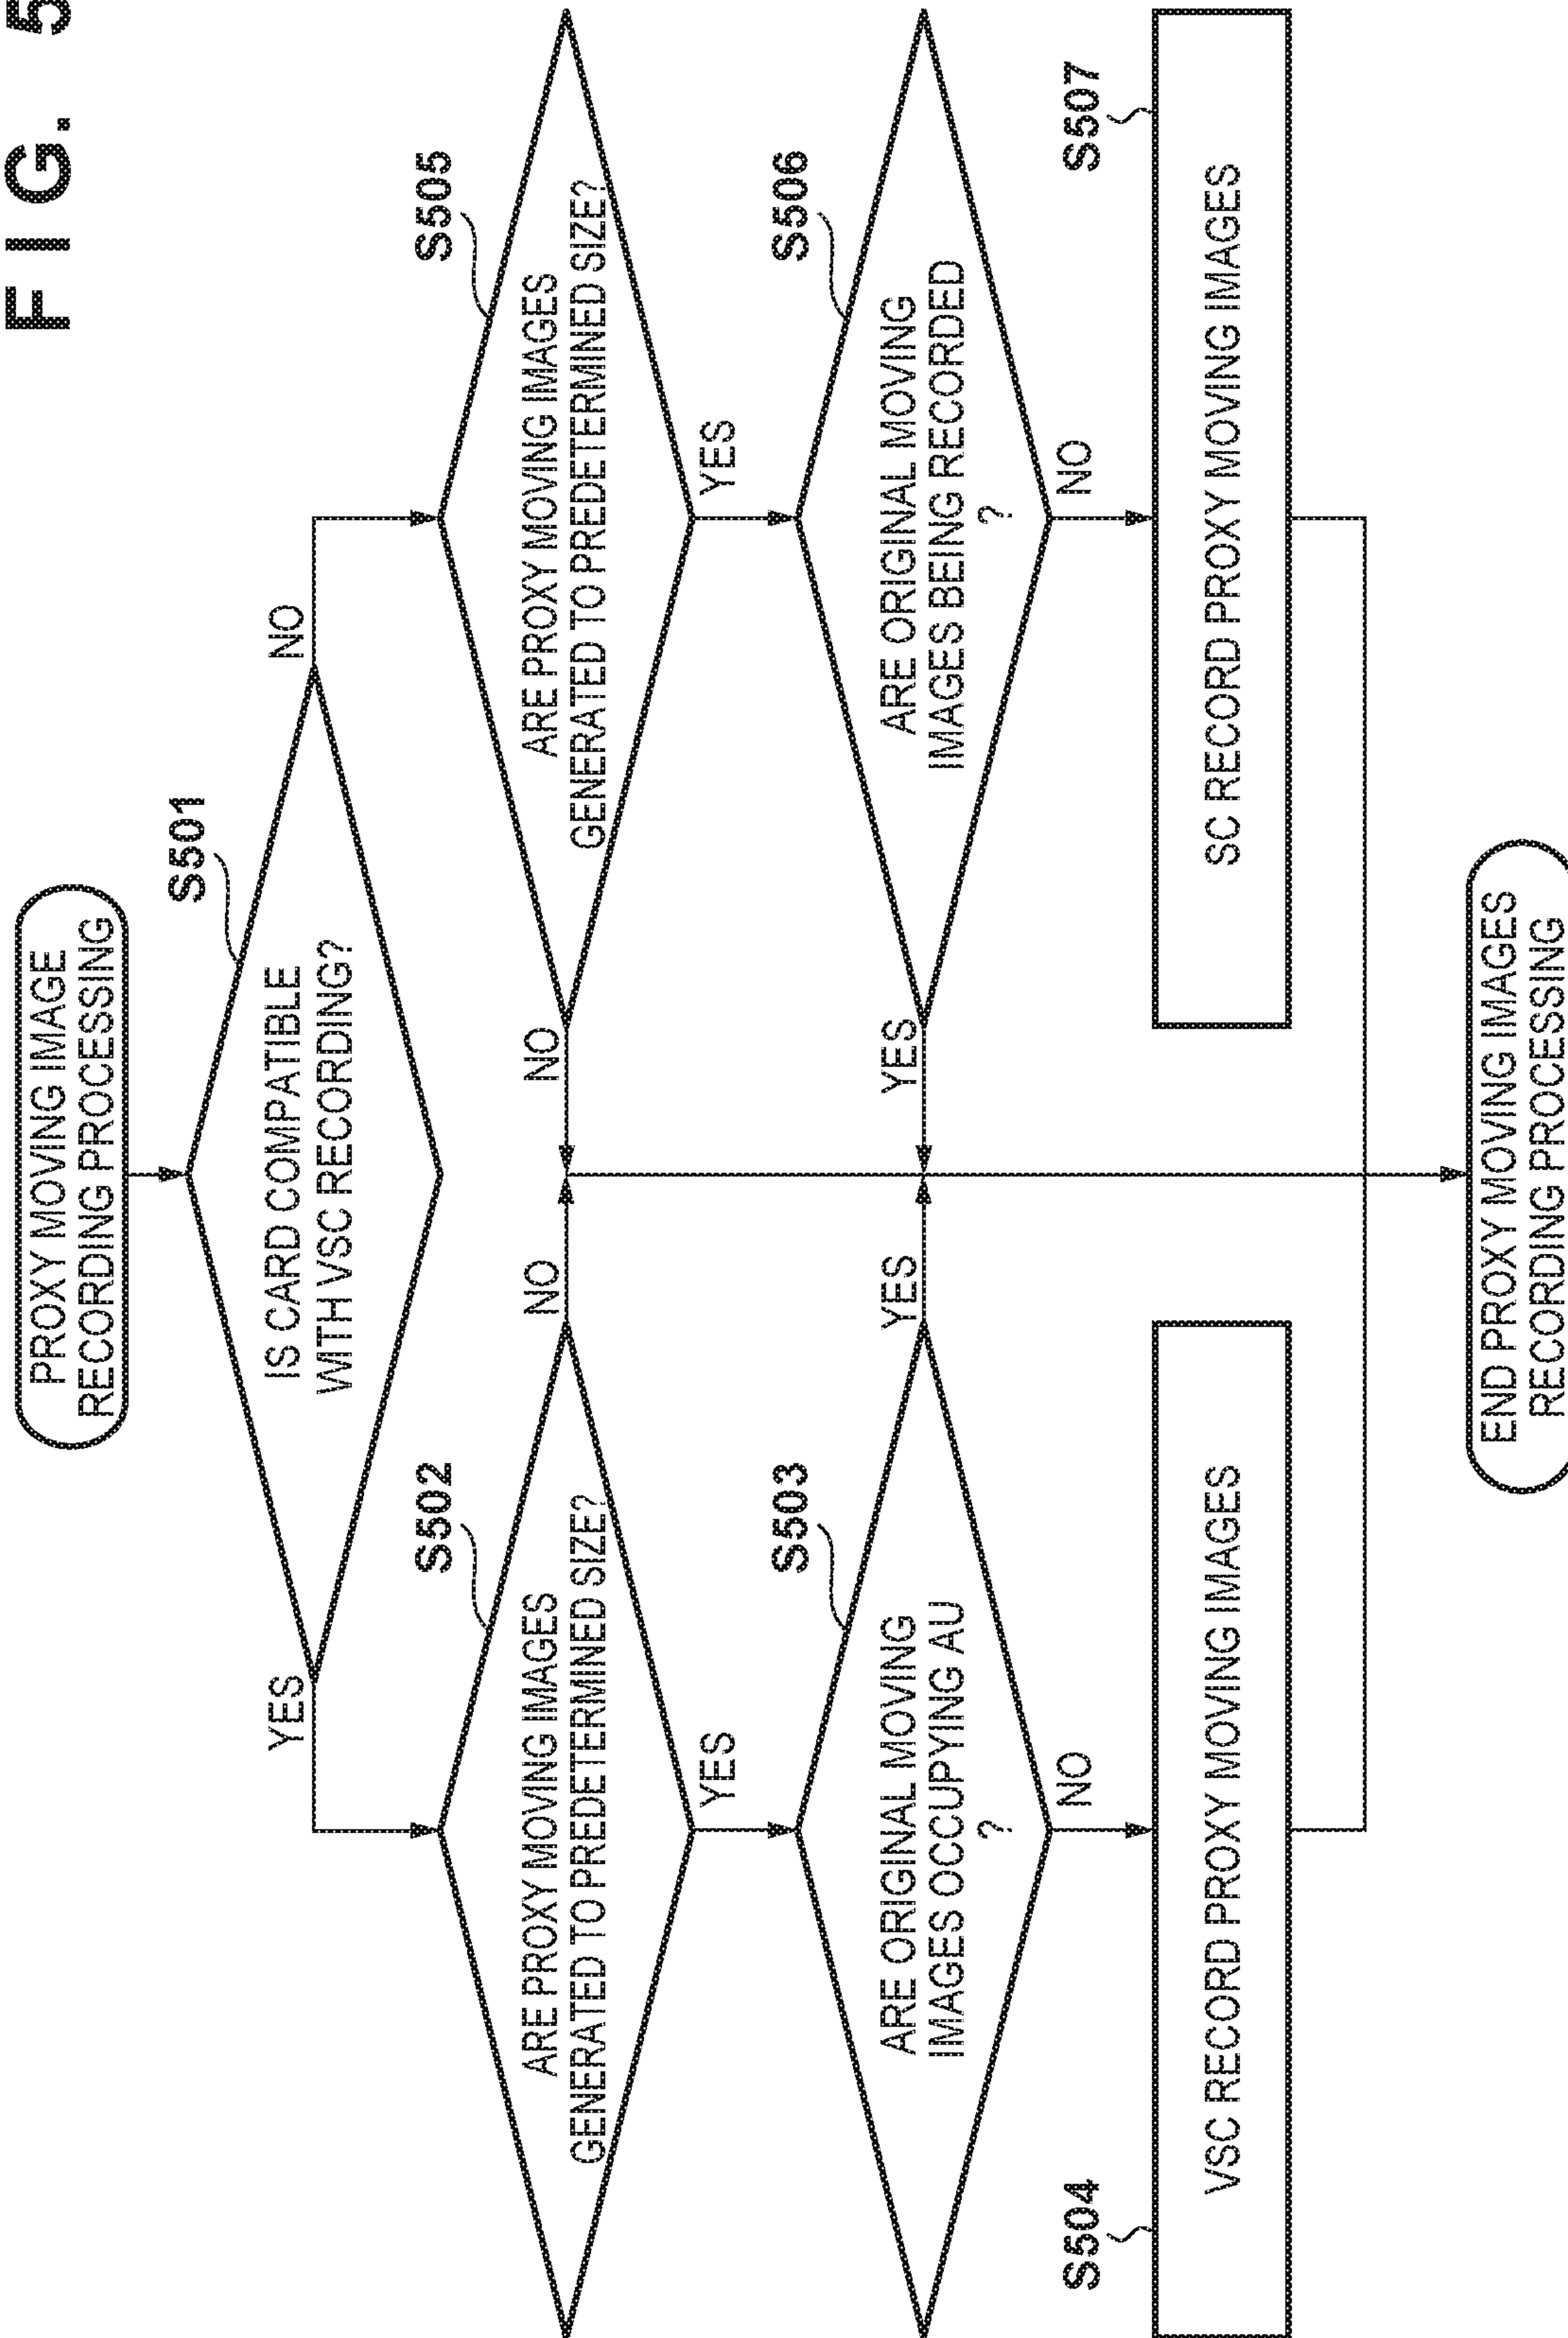 FIG. 5
PROXY MOVING IMAGE
RECORDING PROCESSING
S501
IS CARD COMPATIBLE
WITH VSC RECORDING?
YES
NO
S502
ARE PROXY MOVING IMAGES
GENERATED TO PREDETERMINED SIZE?
NO
YES
S503
ARE ORIGINAL MOVING
IMAGES OCCUPYING AU
?
YES
NO
S504
VSC RECORD PROXY MOVING IMAGES
S505
ARE PROXY MOVING IMAGES
GENERATED TO PREDETERMINED SIZE?
NO
YES
S506
ARE ORIGINAL MOVING
IMAGES BEING RECORDED
?
YES
NO
S507
SC RECORD PROXY MOVING IMAGES
END PROXY MOVING IMAGES
RECORDING PROCESSING